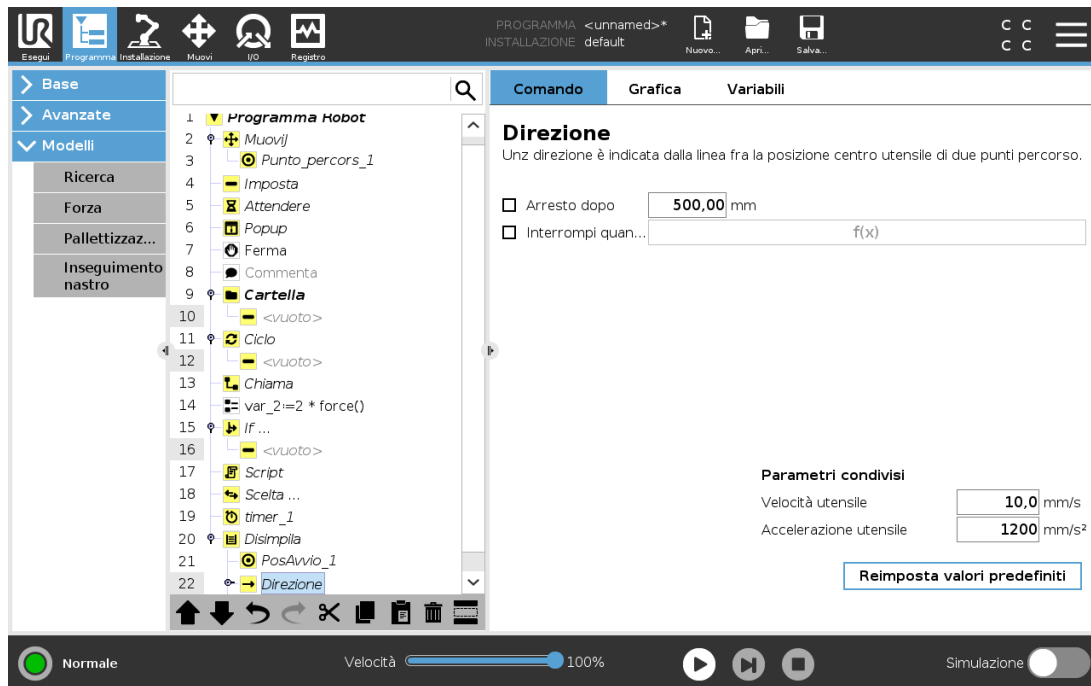 PROGRAMMA <unnamed>*
INSTALLAZIONE default
UR
Esegui
Programma
Installazione
Muovi
I/O
Registro
Nuovo...
Apri...
Salva...
C C
C C
Base
Avanzate
Modelli
Ricerca
Forza
Pallettizzaz...
Inseguimento
nastro
1 Programma Robot
2 MuoviJ
3 Punto_percors_1
4 Imposta
5 Attendere
6 Popup
7 Ferma
8 Commenta
9 Cartella
10 <vuoto>
11 Ciclo
12 <vuoto>
13 Chiama
14 var_2:=2 * force()
15 If ...
16 <vuoto>
17 Script
18 Scelta ...
19 timer_1
20 Disimpila
21 PosAvvio_1
22 Direzione
Comando Grafica Variabili
Direzione
Unz direzione è indicata dalla linea fra la posizione centro utensile di due punti percorso.
Arresto dopo 500,00 mm
Interrompi quan... f(x)
Parametri condivisi
Velocità utensile 10,0 mm/s
Accelerazione utensile 1200 mm/s²
Reimposta valori predefiniti
Normale
Velocità 100%
Simulazione